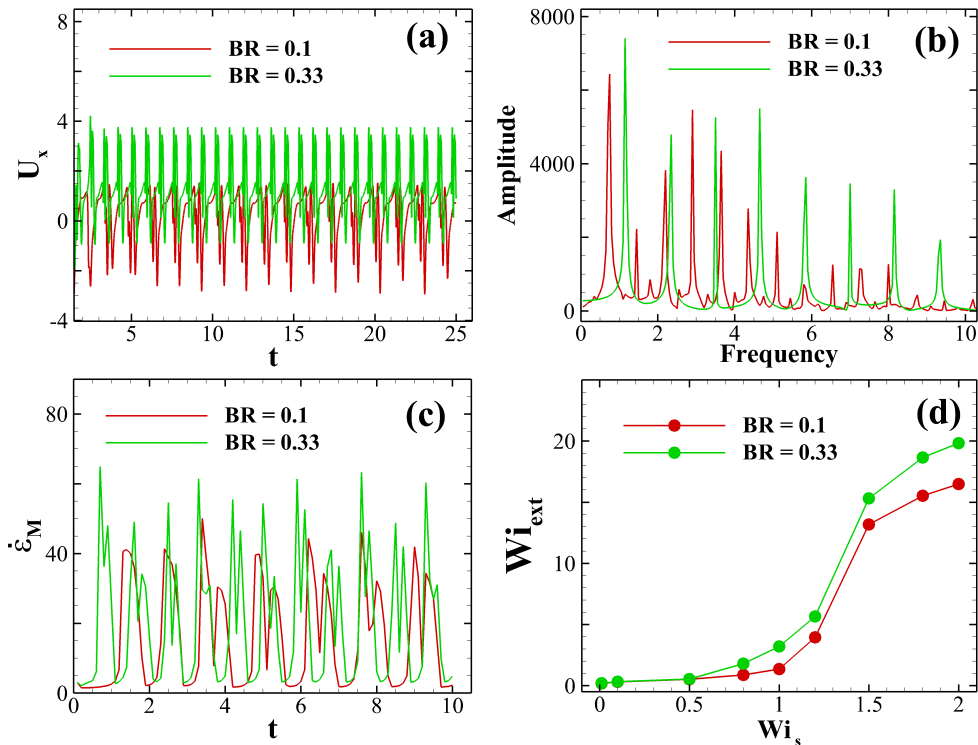 (a)
BR = 0.1
BR = 0.33
8
4
0
-4
U_x
5 10 15 20 25
t
(b)
BR = 0.1
BR = 0.33
8000
4000
0
Amplitude
0 2 4 6 8 10
Frequency
(c)
BR = 0.1
BR = 0.33
80
40
0
ε̇_M
0 2 4 6 8 10
t
(d)
BR = 0.1
BR = 0.33
20
10
0
Wi_ext
0 0.5 1 1.5 2
Wi_s